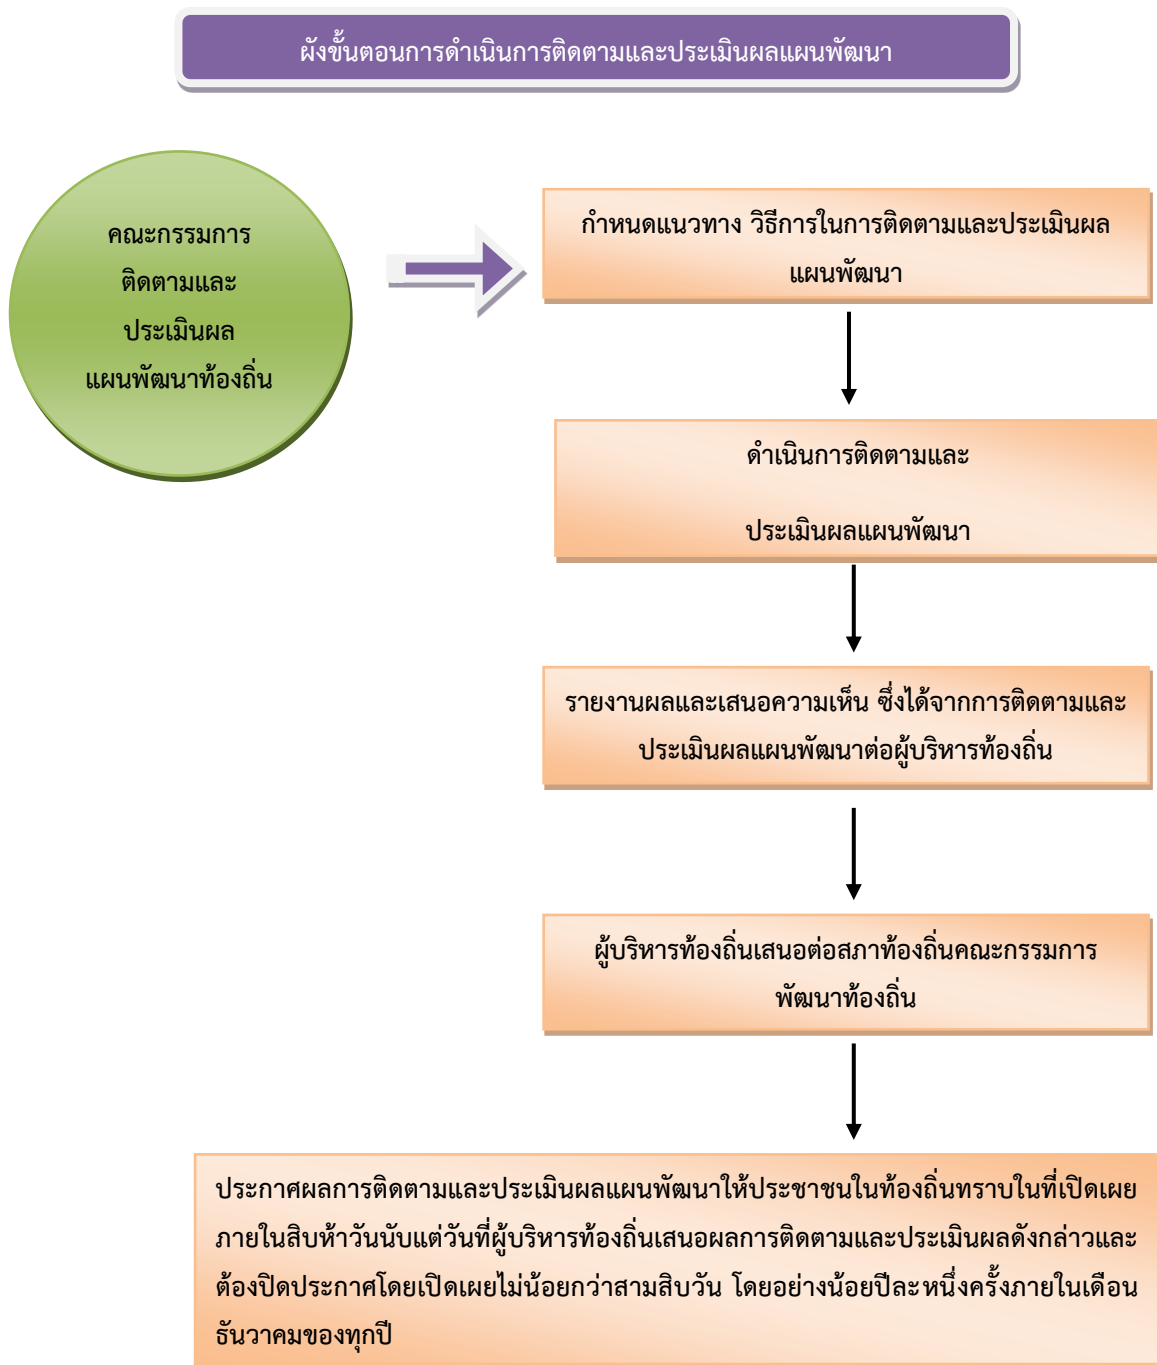 ผังขั้นตอนการดำเนินการติดตามและประเมินผลแผนพัฒนา
คณะกรรมการ
ติดตามและ
ประเมินผล
แผนพัฒนาท้องถิ่น
กำหนดแนวทาง วิธีการในการติดตามและประเมินผล
แผนพัฒนา
ดำเนินการติดตามและ
ประเมินผลแผนพัฒนา
รายงานผลและเสนอความเห็น ซึ่งได้จากการติดตามและ
ประเมินผลแผนพัฒนาต่อผู้บริหารท้องถิ่น
ผู้บริหารท้องถิ่นเสนอต่อสภาท้องถิ่นคณะกรรมการ
พัฒนาท้องถิ่น
ประกาศผลการติดตามและประเมินผลแผนพัฒนาให้ประชาชนในท้องถิ่นทราบในที่เปิดเผย
ภายในสิบห้าวันนับแต่วันที่ผู้บริหารท้องถิ่นเสนอผลการติดตามและประเมินผลดังกล่าวและ
ต้องปิดประกาศโดยเปิดเผยไม่น้อยกว่าสามสิบวัน โดยอย่างน้อยปีละหนึ่งครั้งภายในเดือน
ธันวาคมของทุกปี